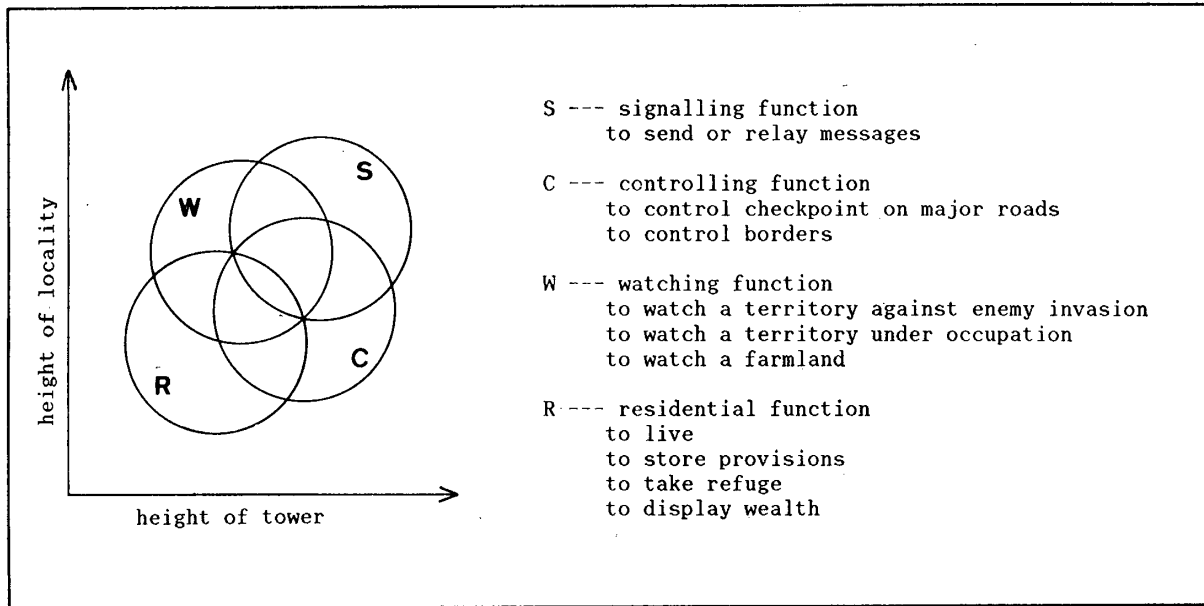 height of locality
W
S
R
C
height of tower
S --- signalling function
to send or relay messages
C --- controlling function
to control checkpoint on major roads
to control borders
W --- watching function
to watch a territory against enemy invasion
to watch a territory under occupation
to watch a farmland
R --- residential function
to live
to store provisions
to take refuge
to display wealth